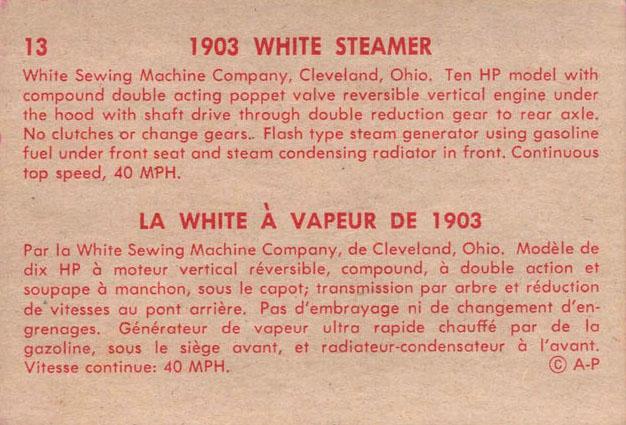 13 1903 WHITE STEAMER
White Sewing Machine Company, Cleveland, Ohio. Ten HP model with
compound double acting poppet valve reversible vertical engine under
the hood with shaft drive through double reduction gear to rear axle.
No clutches or change gears.. Flash type steam generator using gasoline
fuel under front seat and steam condensing radiator in front. Continuous
top speed, 40 MPH.
LA WHITE À VAPEUR DE 1903
Par la White Sewing Machine Company, de Cleveland, Ohio. Modèle de
dix HP à moteur vertical réversible, compound, à double action et
soupape à manchon, sous le capot; transmission par arbre et réduction
de vitesses au pont arrière. Pas d'embrayage ni de changement d'en-
grenages. Générateur de vapeur ultra rapide chauffé par de la
gazoline, sous le siège avant, et radiateur-condensateur à l'avant.
Vitesse continue: 40 MPH. © A-P